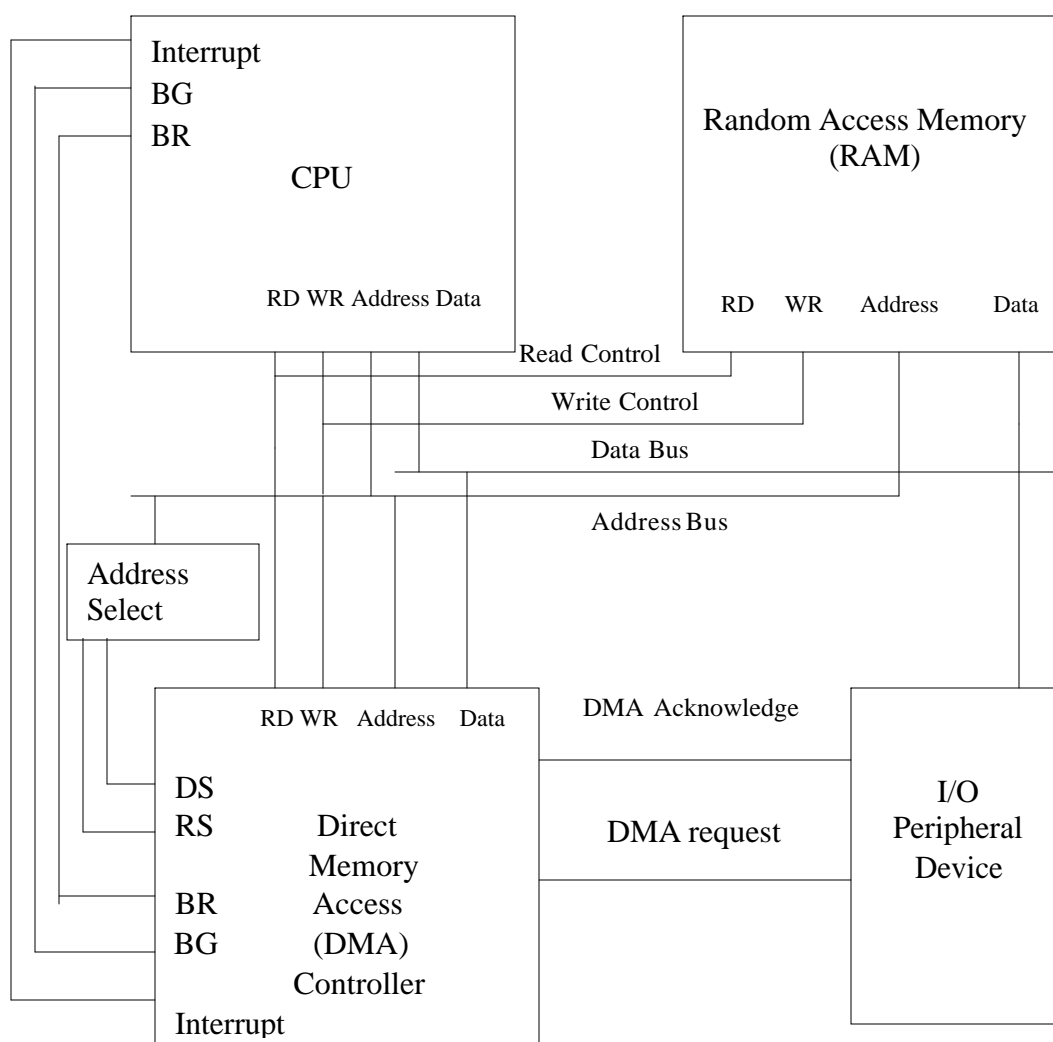 Interrupt
BG
BR
CPU
RD WR Address Data
Random Access Memory
(RAM)
RD WR Address Data
Read Control
Write Control
Data Bus
Address Bus
Address
Select
RD WR Address Data
DS
RS
BR
BG
Interrupt
Direct
Memory
Access
(DMA)
Controller
DMA Acknowledge
DMA request
I/O
Peripheral
Device